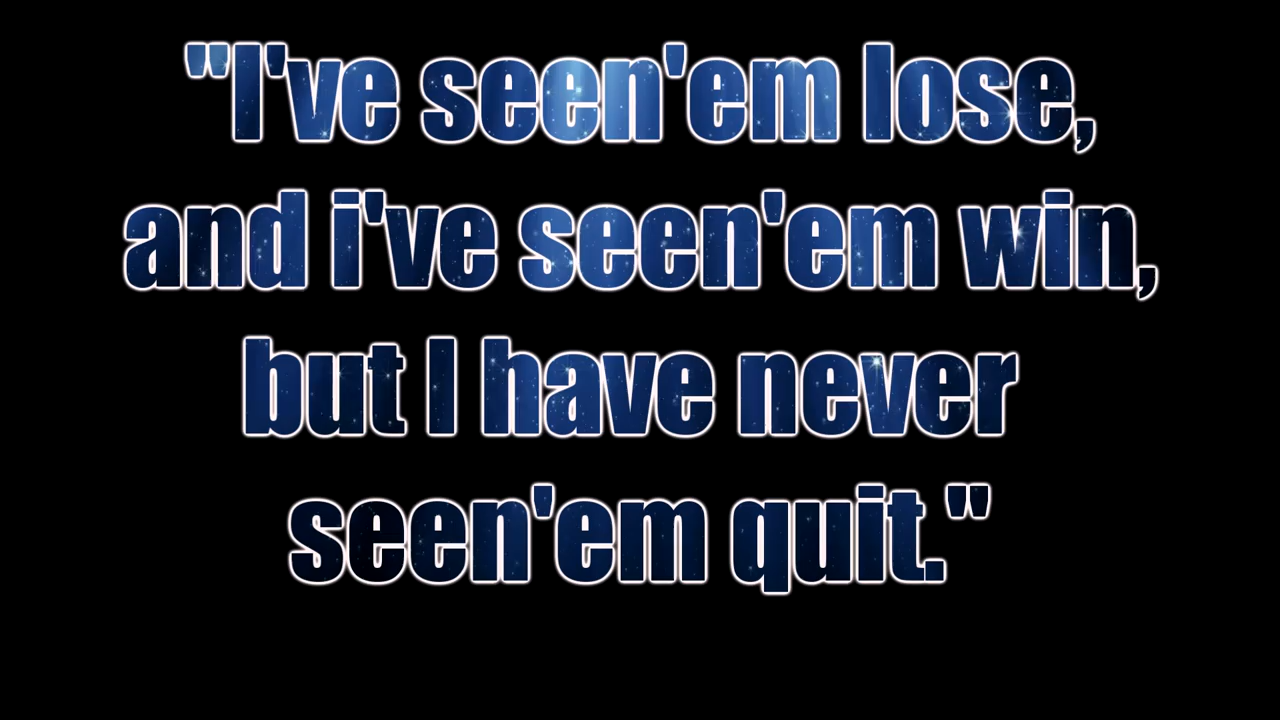 "I've seen'em lose,
and i've seen'em win,
but I have never
seen'em quit."